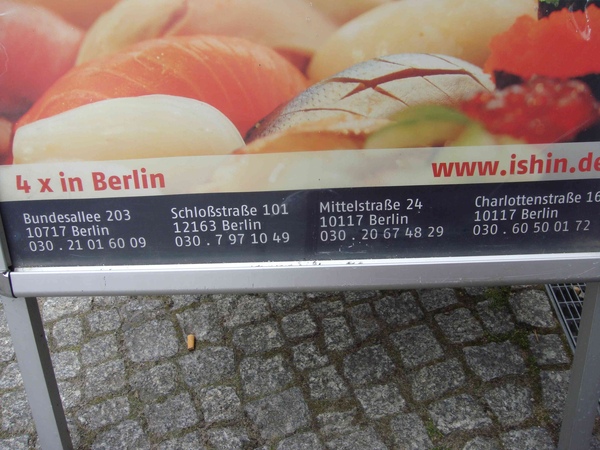 4 x in Berlin
www.ishin.de
Bundesallee 203
10717 Berlin
030 . 21 01 60 09
Schloßstraße 101
12163 Berlin
030 . 7 97 10 49
Mittelstraße 24
10117 Berlin
030 . 20 67 48 29
Charlottenstraße 16
10117 Berlin
030 . 60 50 01 72